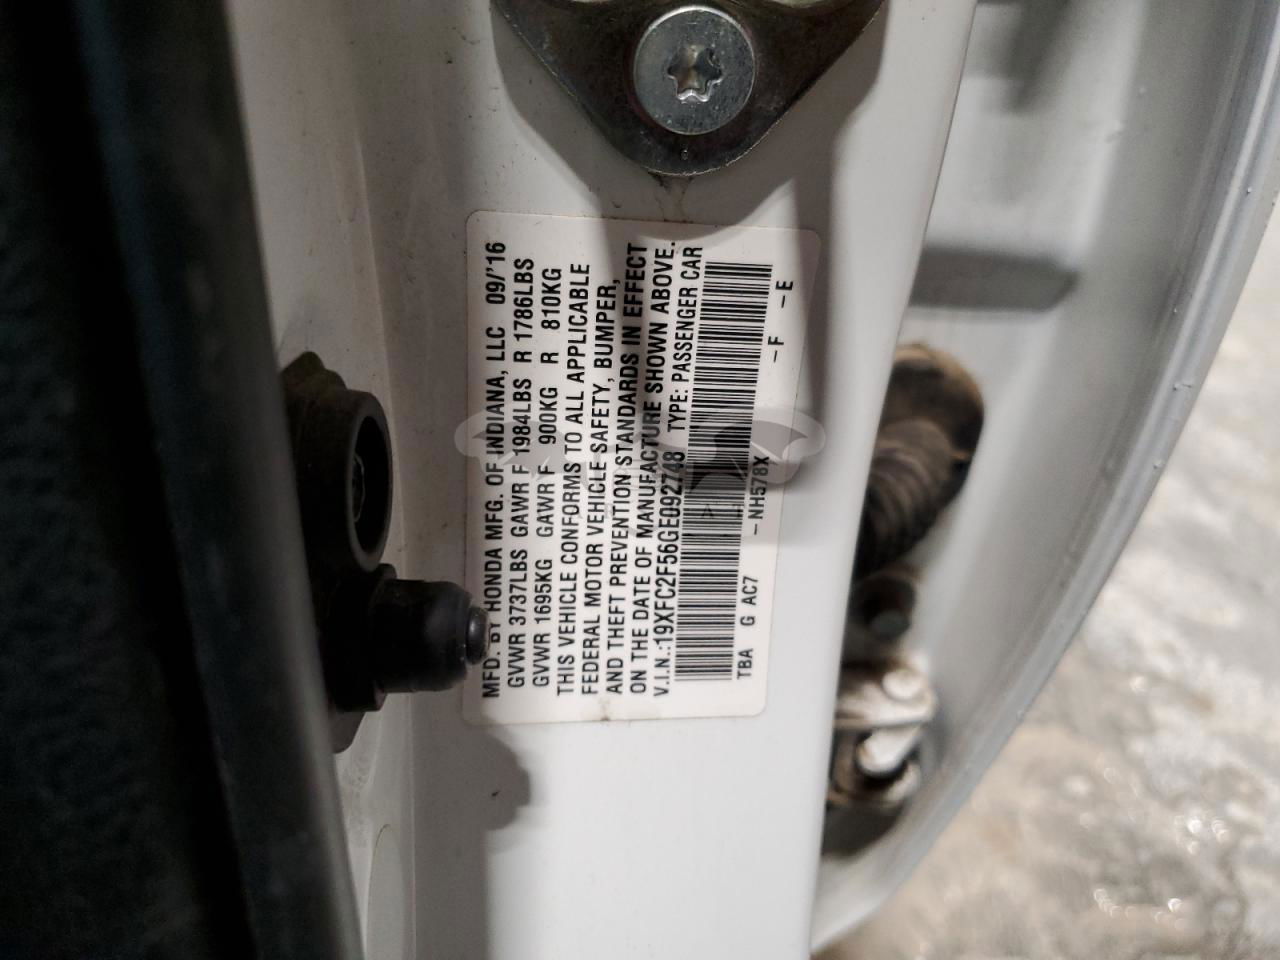 MFD. BY HONDA MFG. OF INDIANA, LLC 09/'16
GVWR 3737LBS GAWR F 1984LBS R 1786LBS
GVWR 1695KG GAWR F 900KG R 810KG
THIS VEHICLE CONFORMS TO ALL APPLICABLE
FEDERAL MOTOR VEHICLE SAFETY, BUMPER,
AND THEFT PREVENTION STANDARDS IN EFFECT
ON THE DATE OF MANUFACTURE SHOWN ABOVE.
V.I.N.:19XFC2F56GE092748 TYPE: PASSENGER CAR
TBA G AC7 -NH578X -F -E